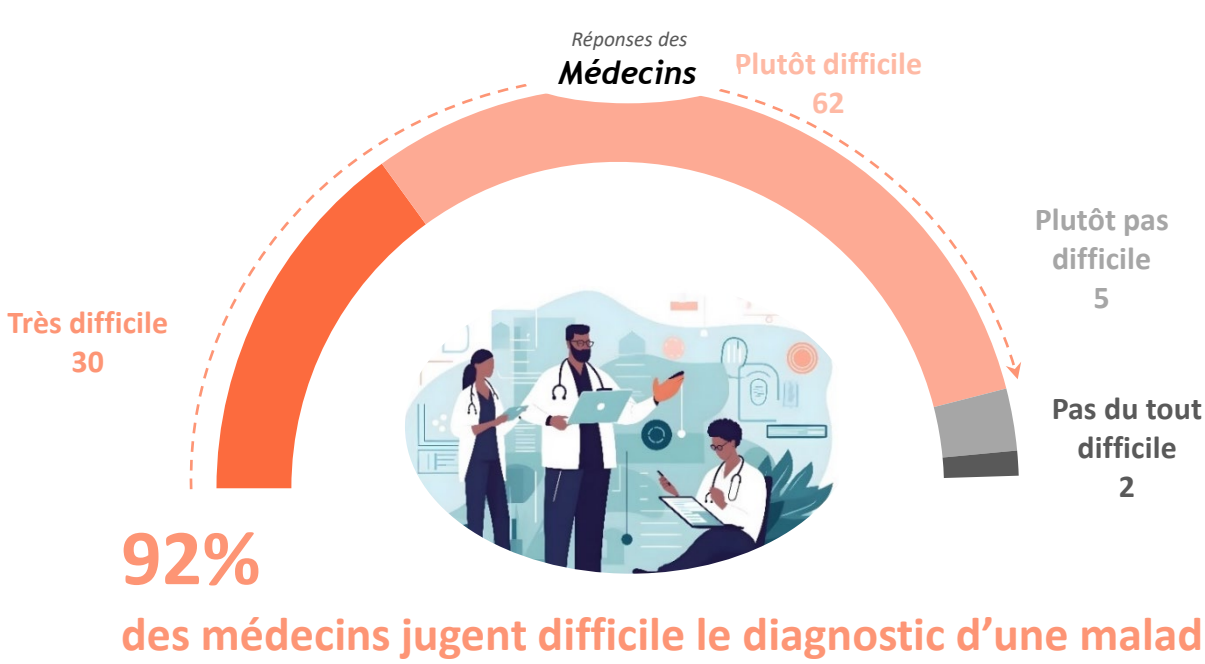 Réponses des
Médecins
Plutôt difficile
62
Plutôt pas
difficile
5
Très difficile
30
Pas du tout
difficile
2
92%
des médecins jugent difficile le diagnostic d’une malad